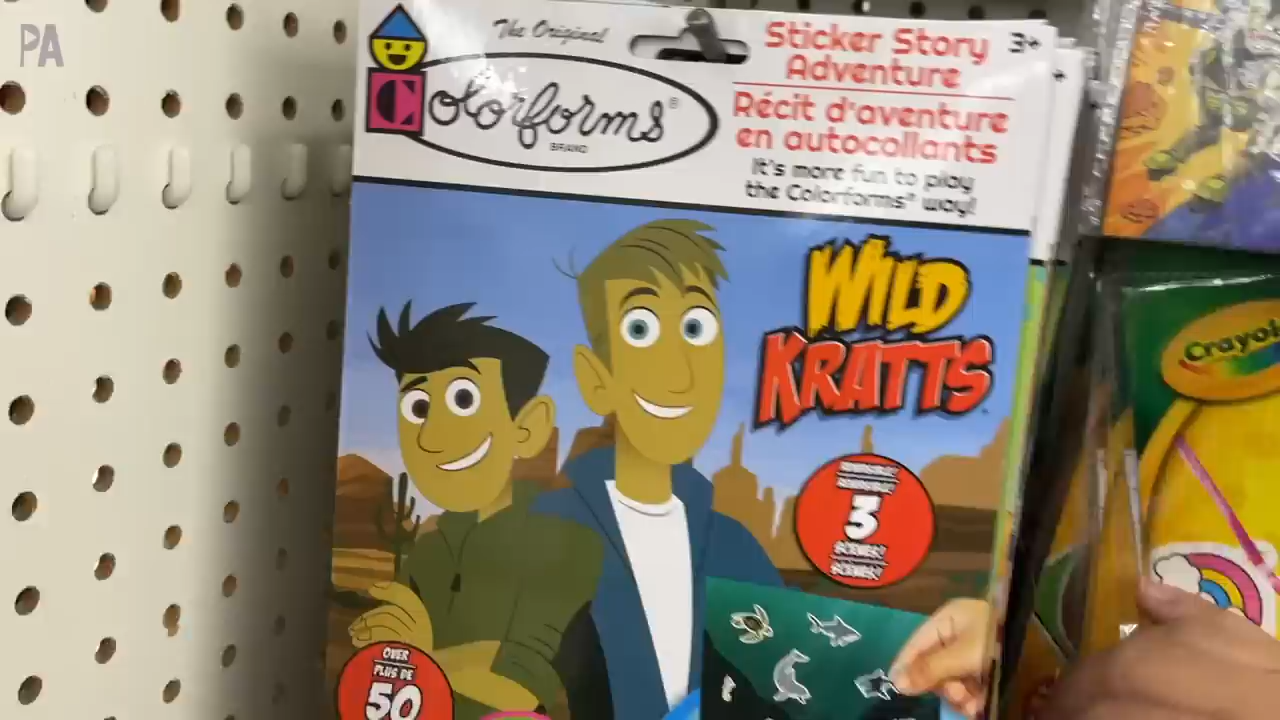 PA
The Original
Colorforms®
BRAND
Sticker Story
Adventure
Récit d'aventure
en autocollants
It's more fun to play
the Colorforms® way!
3+
WILD
KRATTS
3
OVER
PLUS DE
50
Crayol